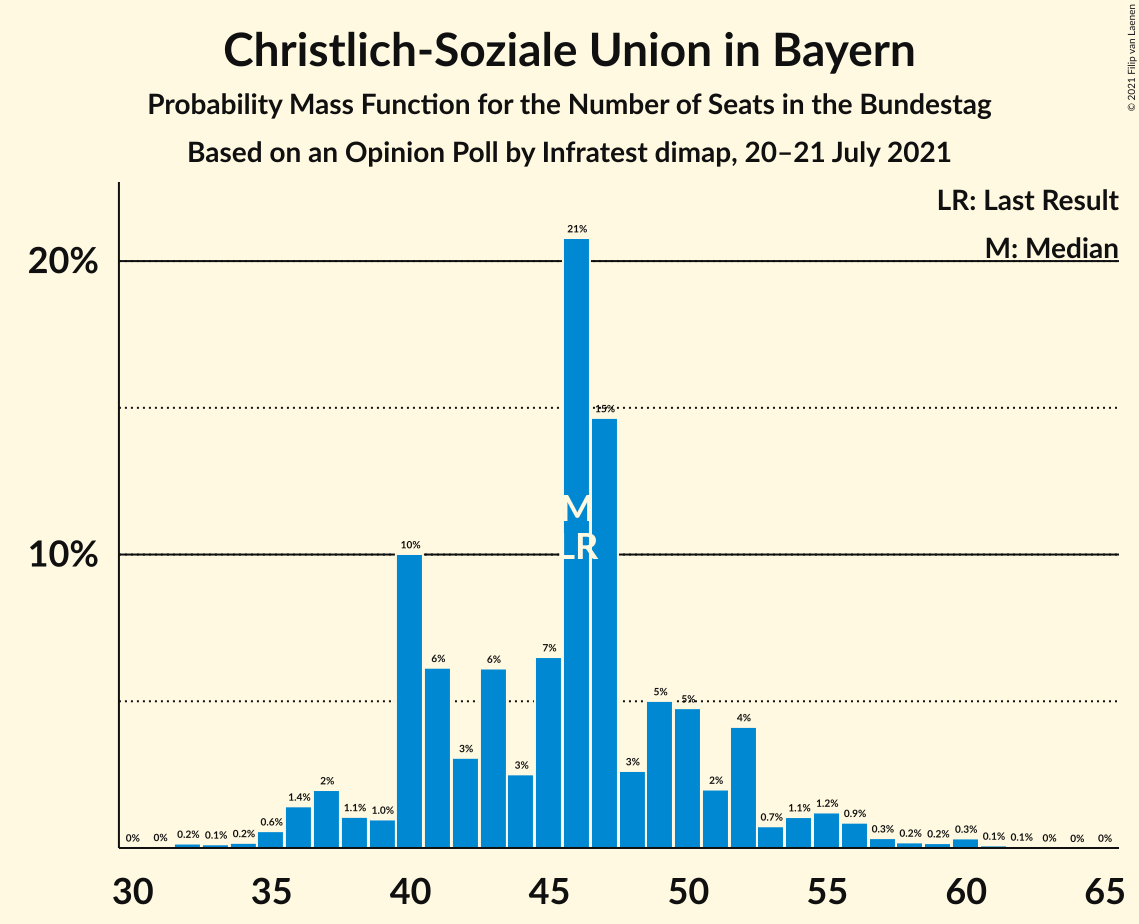 Christlich-Soziale Union in Bayern
Probability Mass Function for the Number of Seats in the Bundestag
Based on an Opinion Poll by Infratest dimap, 20–21 July 2021
© 2021 Filip van Laenen
LR: Last Result
M: Median
20%
10%
0% 0% 0.2% 0.1% 0.2% 0.6% 1.4% 2% 1.1% 1.0% 10% 6% 3% 6% 3% 7% 21% 15% 3% 5% 5% 2% 4% 0.7% 1.1% 1.2% 0.9% 0.3% 0.2% 0.2% 0.3% 0.1% 0.1% 0% 0% 0%
M
LR
30 35 40 45 50 55 60 65